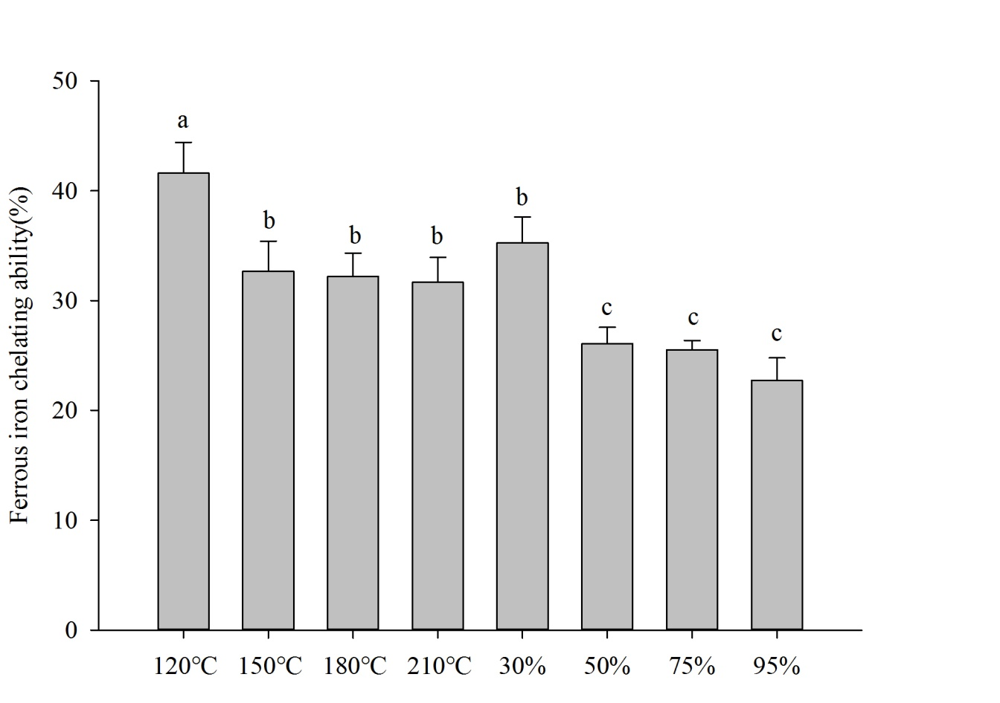 Ferrous iron chelating ability(%)
50
40
30
20
10
0
a
b
b
b
b
c
c
c
120℃ 150℃ 180℃ 210℃ 30% 50% 75% 95%